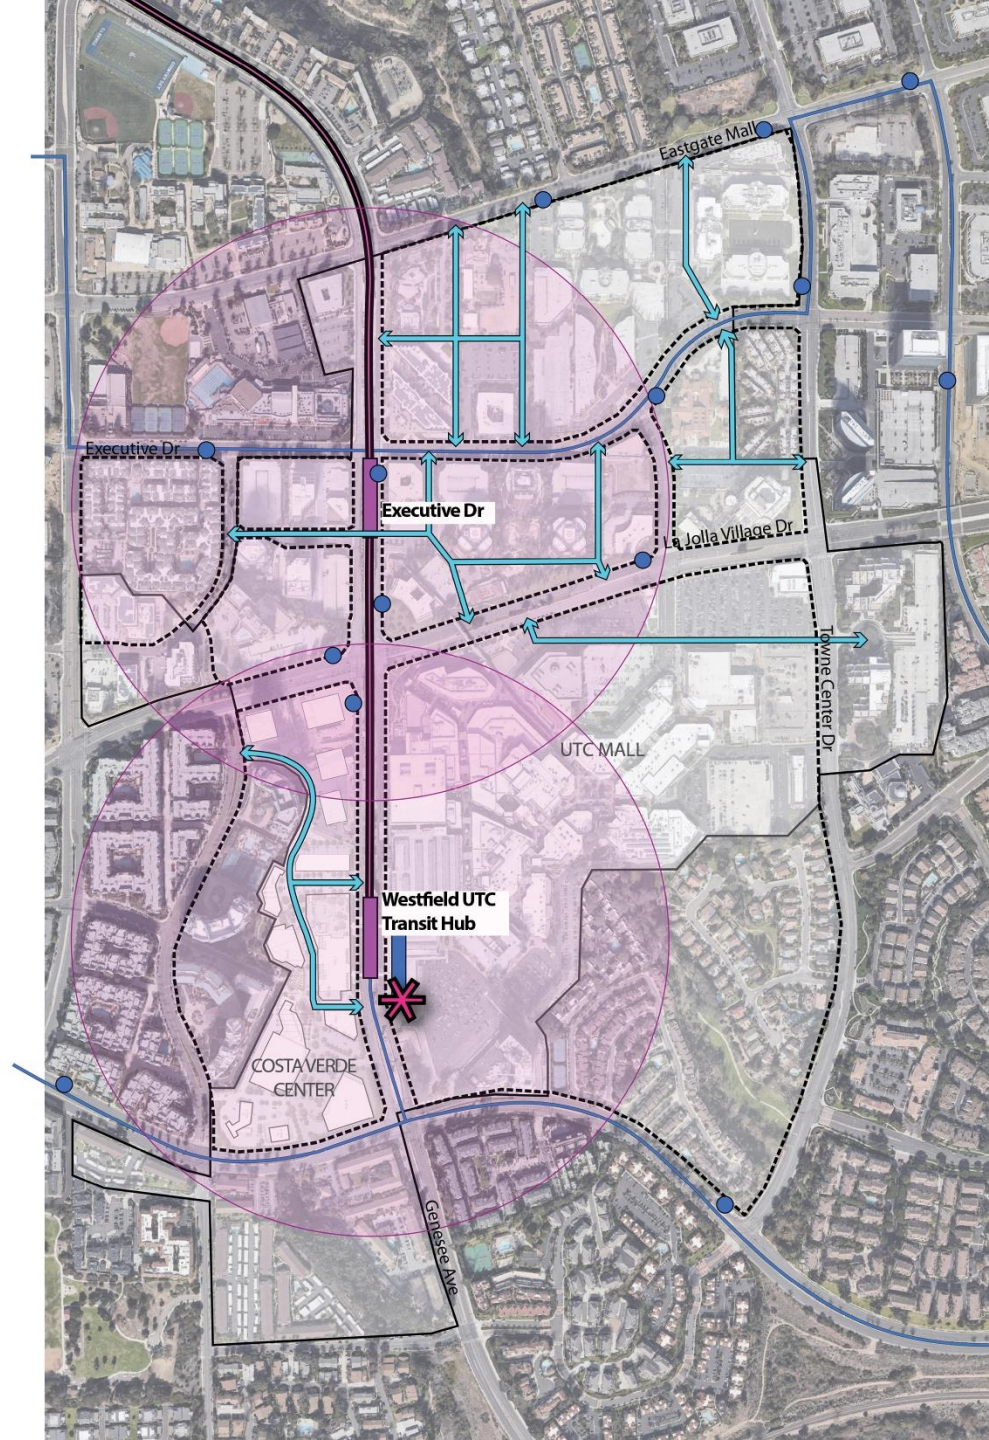 Eastgate Mall
Executive Dr
Executive Dr
La Jolla Village Dr
Towne Center Dr
UTC MALL
Westfield UTC
Transit Hub
COSTA VERDE
CENTER
Genesee Ave